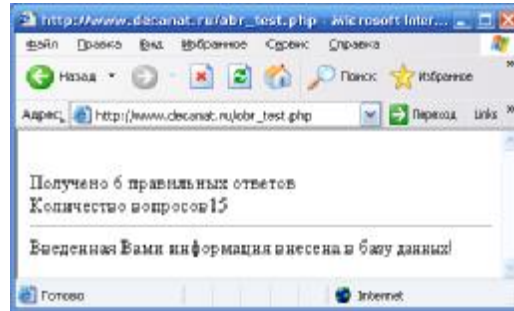 http://www.decanat.ru/obr_test.php - Microsoft Inter...
Файл Правка Вид Избранное Сервис Справка
Назад Поиск Избранное
Адрес: http://www.decanat.ru/obr_test.php Переход Links
Получено 6 правильных ответов
Количество вопросов15
Введенная Вами информация внесена в базу данных!
Готово Internet